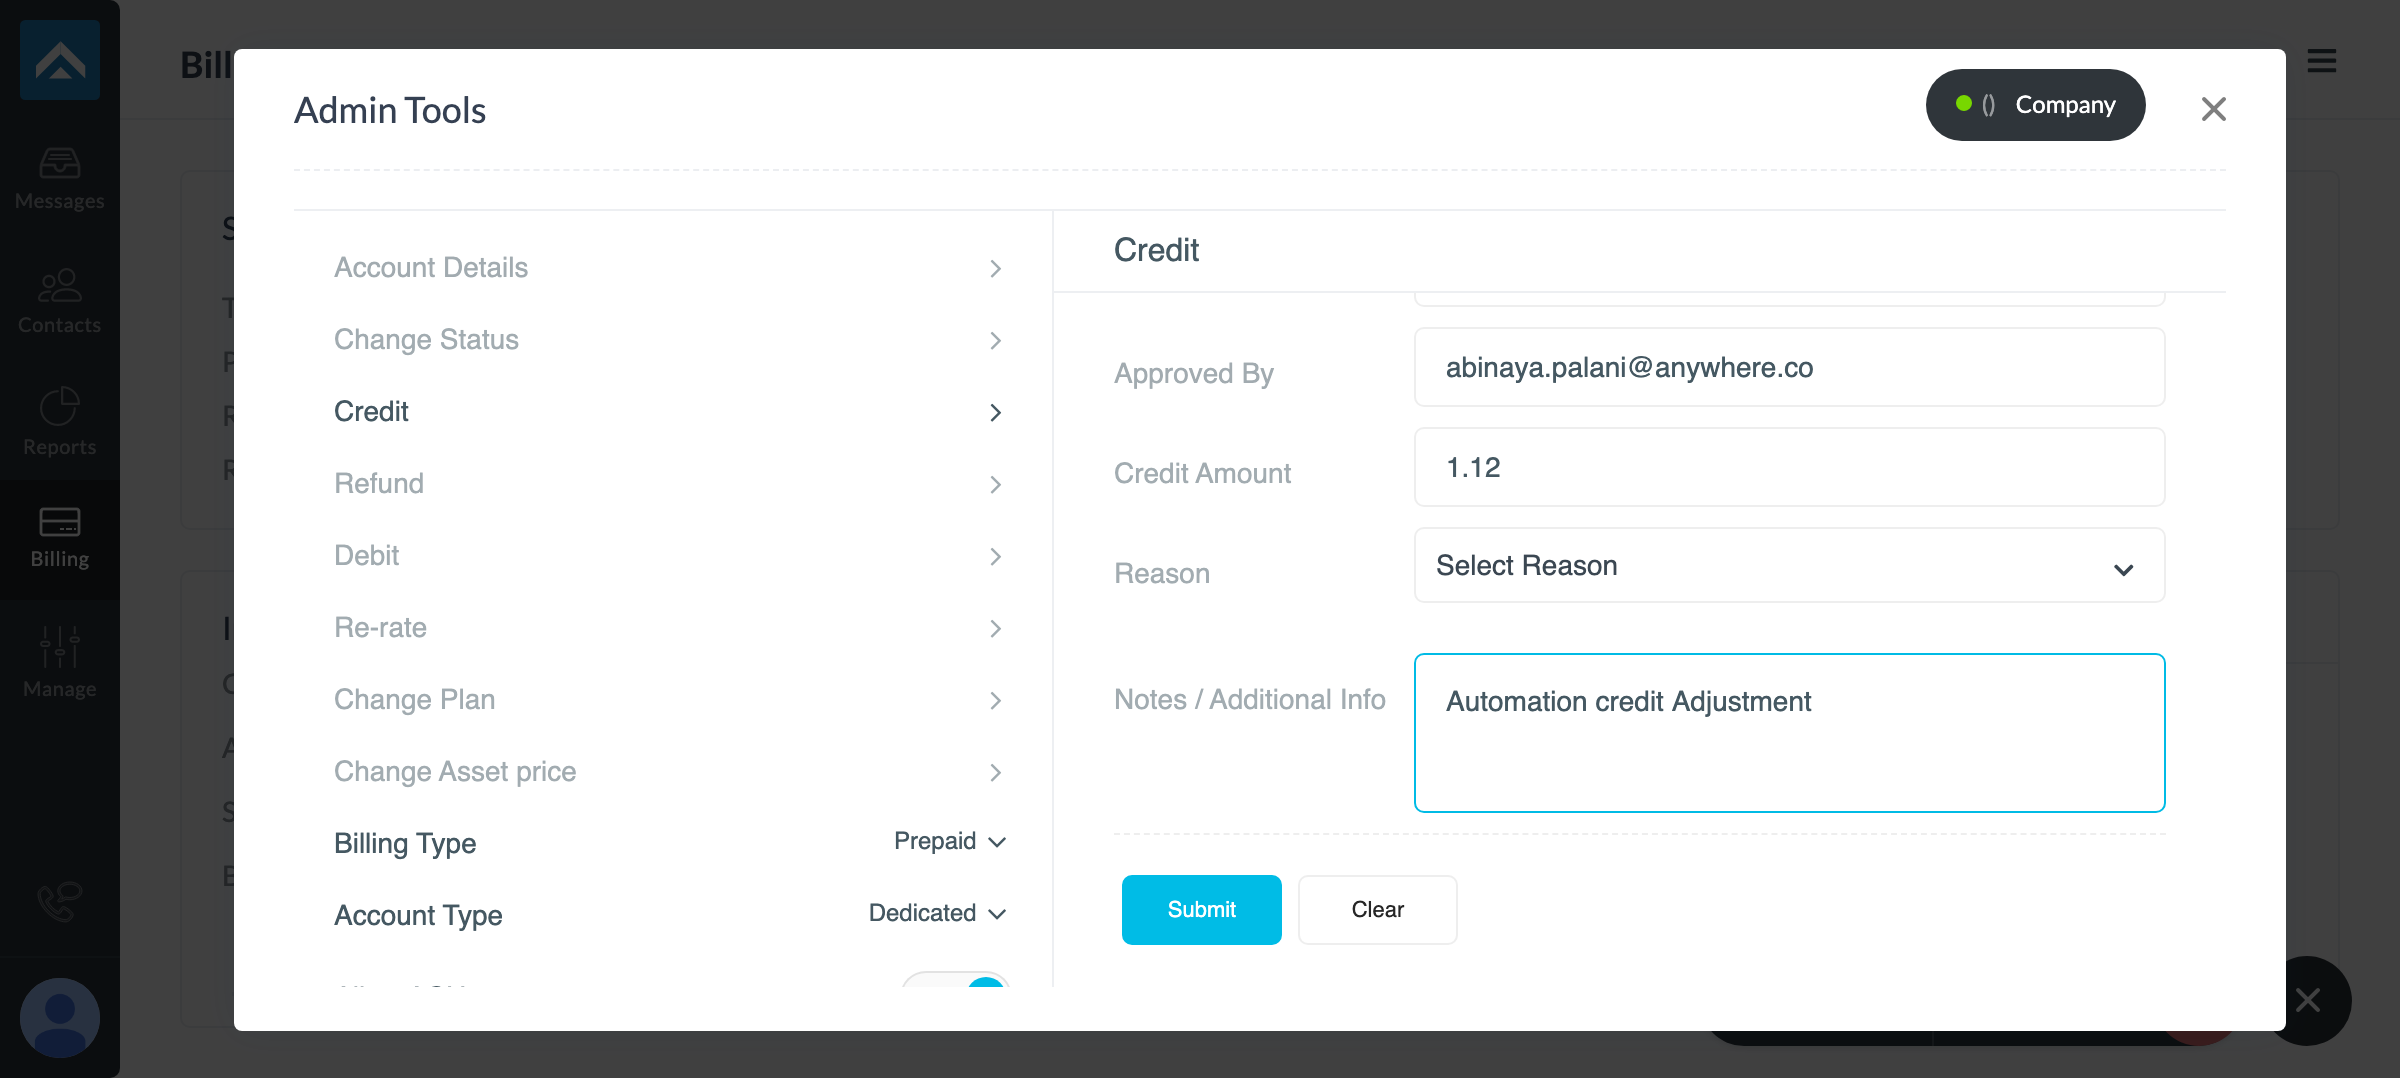 Bill
Admin Tools
() Company
Messages
Contacts
Reports
Billing
Manage
Account Details
Change Status
Credit
Refund
Debit
Re-rate
Change Plan
Change Asset price
Billing Type Prepaid
Account Type Dedicated
Credit
Approved By abinaya.palani@anywhere.co
Credit Amount 1.12
Reason Select Reason
Notes / Additional Info Automation credit Adjustment
Submit Clear